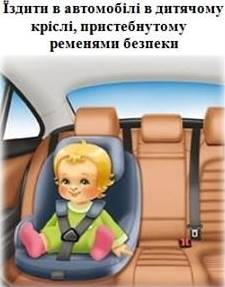 Їздити в автомобілі в дитячому
кріслі, пристебнутому
ременями безпеки